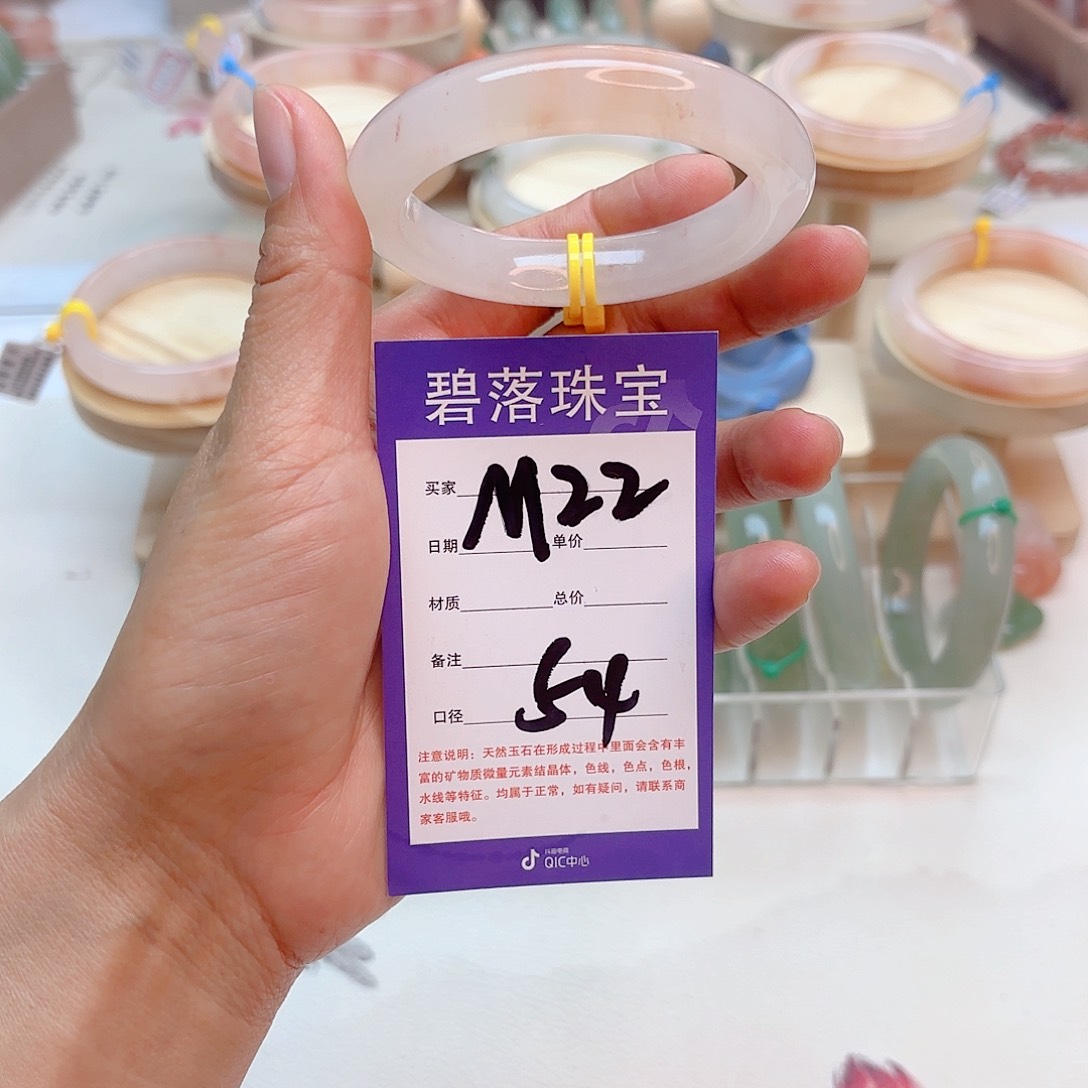 碧落珠宝
买家 M22
日期 单价
材质 总价
备注
口径 54
注意说明：天然玉石在形成过程中里面会含有丰
富的矿物质微量元素结晶体，色线，色点，色根，
水线等特征。均属于正常，如有疑问，请联系商
家客服哦。
抖音电商
QIC中心